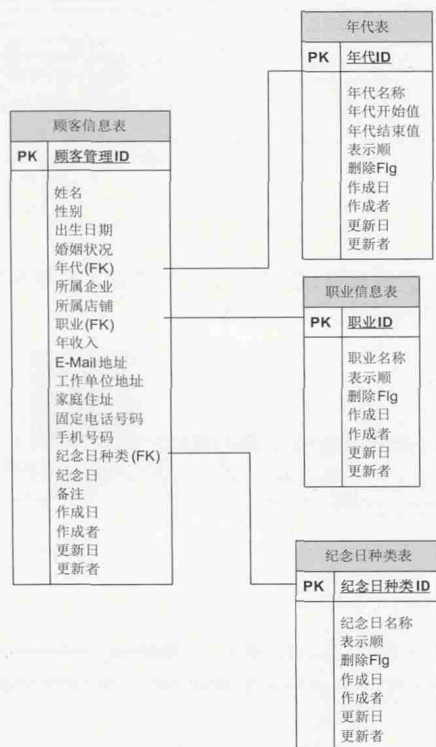 年代表
PK 年代ID
年代名称
年代开始值
年代结束值
表示顺
删除Flg
作成日
作成者
更新日
更新者
顾客信息表
PK 顾客管理ID
姓名
性别
出生日期
婚姻状况
年代(FK)
所属企业
所属店铺
职业(FK)
年收入
E-Mail地址
工作单位地址
家庭住址
固定电话号码
手机号码
纪念日种类(FK)
纪念日
备注
作成日
作成者
更新日
更新者
职业信息表
PK 职业ID
职业名称
表示顺
删除Flg
作成日
作成者
更新日
更新者
纪念日种类表
PK 纪念日种类ID
纪念日名称
表示顺
删除Flg
作成日
作成者
更新日
更新者